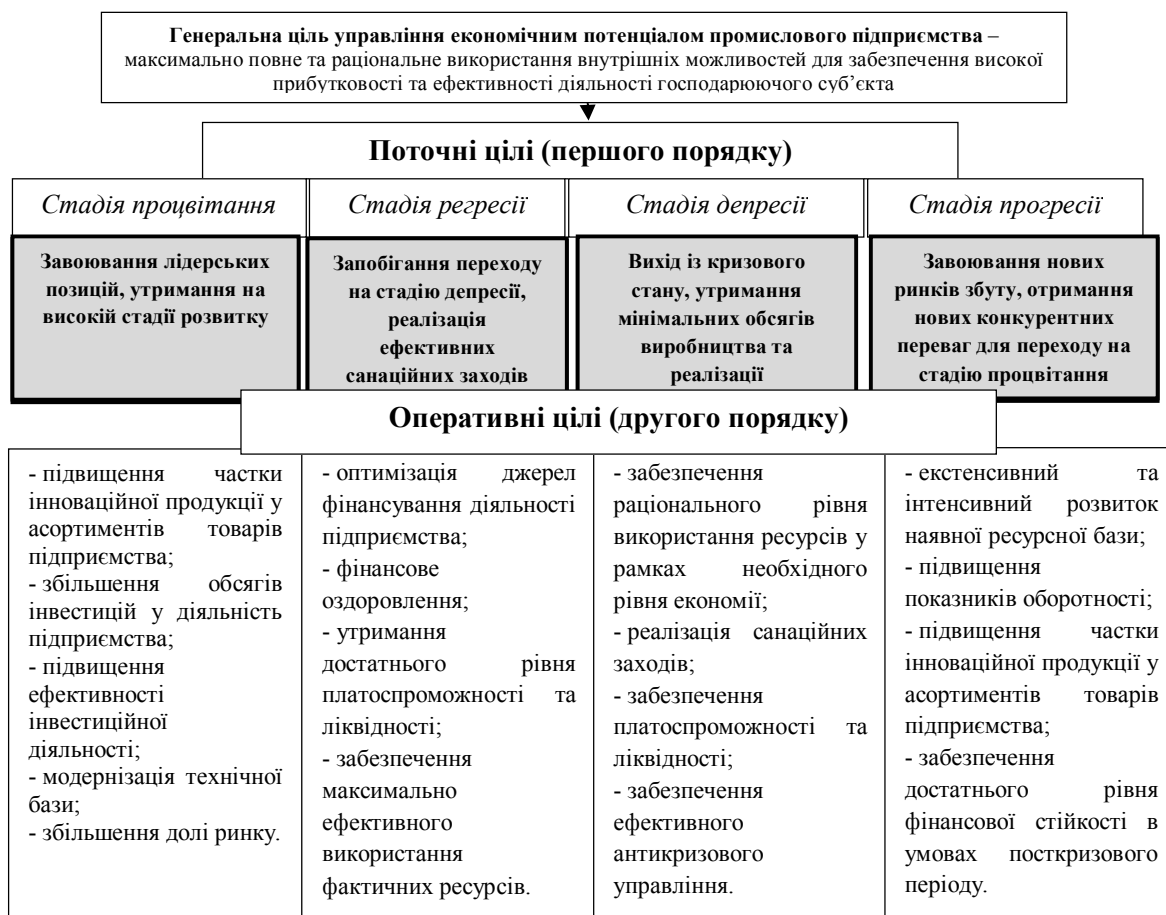 Генеральна ціль управління економічним потенціалом промислового підприємства –
максимально повне та раціональне використання внутрішніх можливостей для забезпечення високої
прибутковості та ефективності діяльності господарюючого суб’єкта
Поточні цілі (першого порядку)
Стадія процвітання
Завоювання лідерських
позицій, утримання на
високій стадії розвитку
Стадія регресії
Запобігання переходу
на стадію депресії,
реалізація
ефективних
санаційних заходів
Стадія депресії
Вихід із кризового
стану, утримання
мінімальних обсягів
виробництва та
реалізації
Стадія прогресії
Завоювання нових
ринків збуту, отримання
нових конкурентних
переваг для переходу на
стадію процвітання
Оперативні цілі (другого порядку)
- підвищення частки
інноваційної продукції у
асортиментів товарів
підприємства;
- збільшення обсягів
інвестицій у діяльність
підприємства;
- підвищення
ефективності
інвестиційної
діяльності;
- модернізація технічної
бази;
- збільшення долі ринку.
- оптимізація джерел
фінансування діяльності
підприємства;
- фінансове
оздоровлення;
- утримання
достатнього рівня
платоспроможності та
ліквідності;
- забезпечення
максимально
ефективного
використання
фактичних ресурсів.
- забезпечення
раціонального рівня
використання ресурсів у
рамках необхідного
рівня економії;
- реалізація санаційних
заходів;
- забезпечення
платоспроможності та
ліквідності;
- забезпечення
ефективного
антикризового
управління.
- екстенсивний та
інтенсивний розвиток
наявної ресурсної бази;
- підвищення
показників оборотності;
- підвищення частки
інноваційної продукції у
асортиментів товарів
підприємства;
- забезпечення
достатнього рівня
фінансової стійкості в
умовах посткризового
періоду.